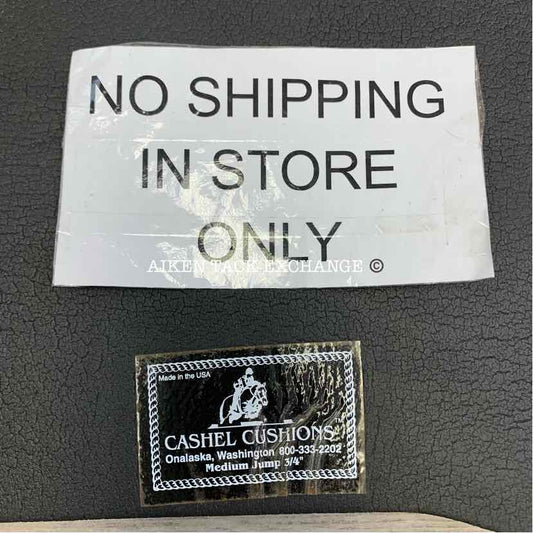 NO SHIPPING
IN STORE
ONLY
AIKEN TACK EXCHANGE ©
Made in the USA
CASHEL CUSHIONS
Onalaska, Washington 800-333-2202
Medium Jump 3/4"